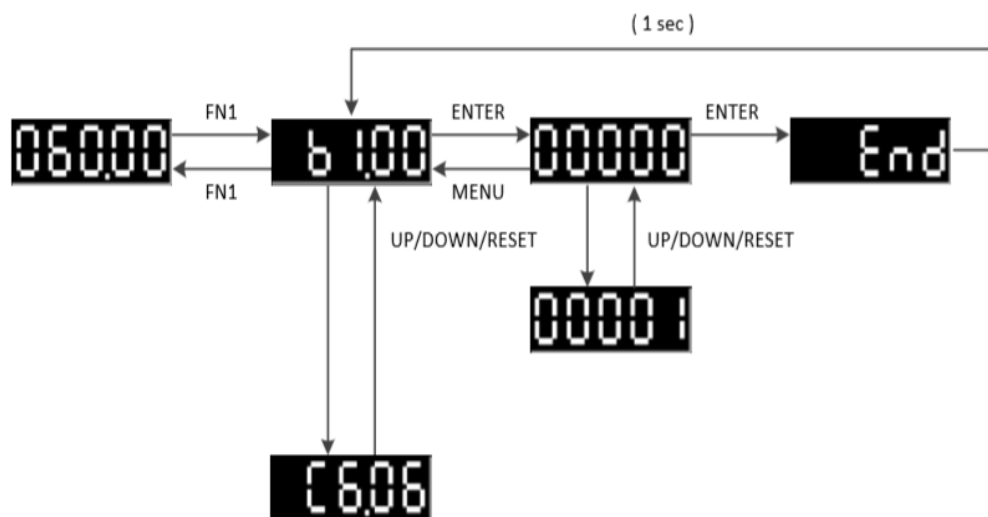 ( 1 sec )
FN1
ENTER
ENTER
060.00
b1.00
00000
End
FN1
MENU
UP/DOWN/RESET
UP/DOWN/RESET
00001
C6.06